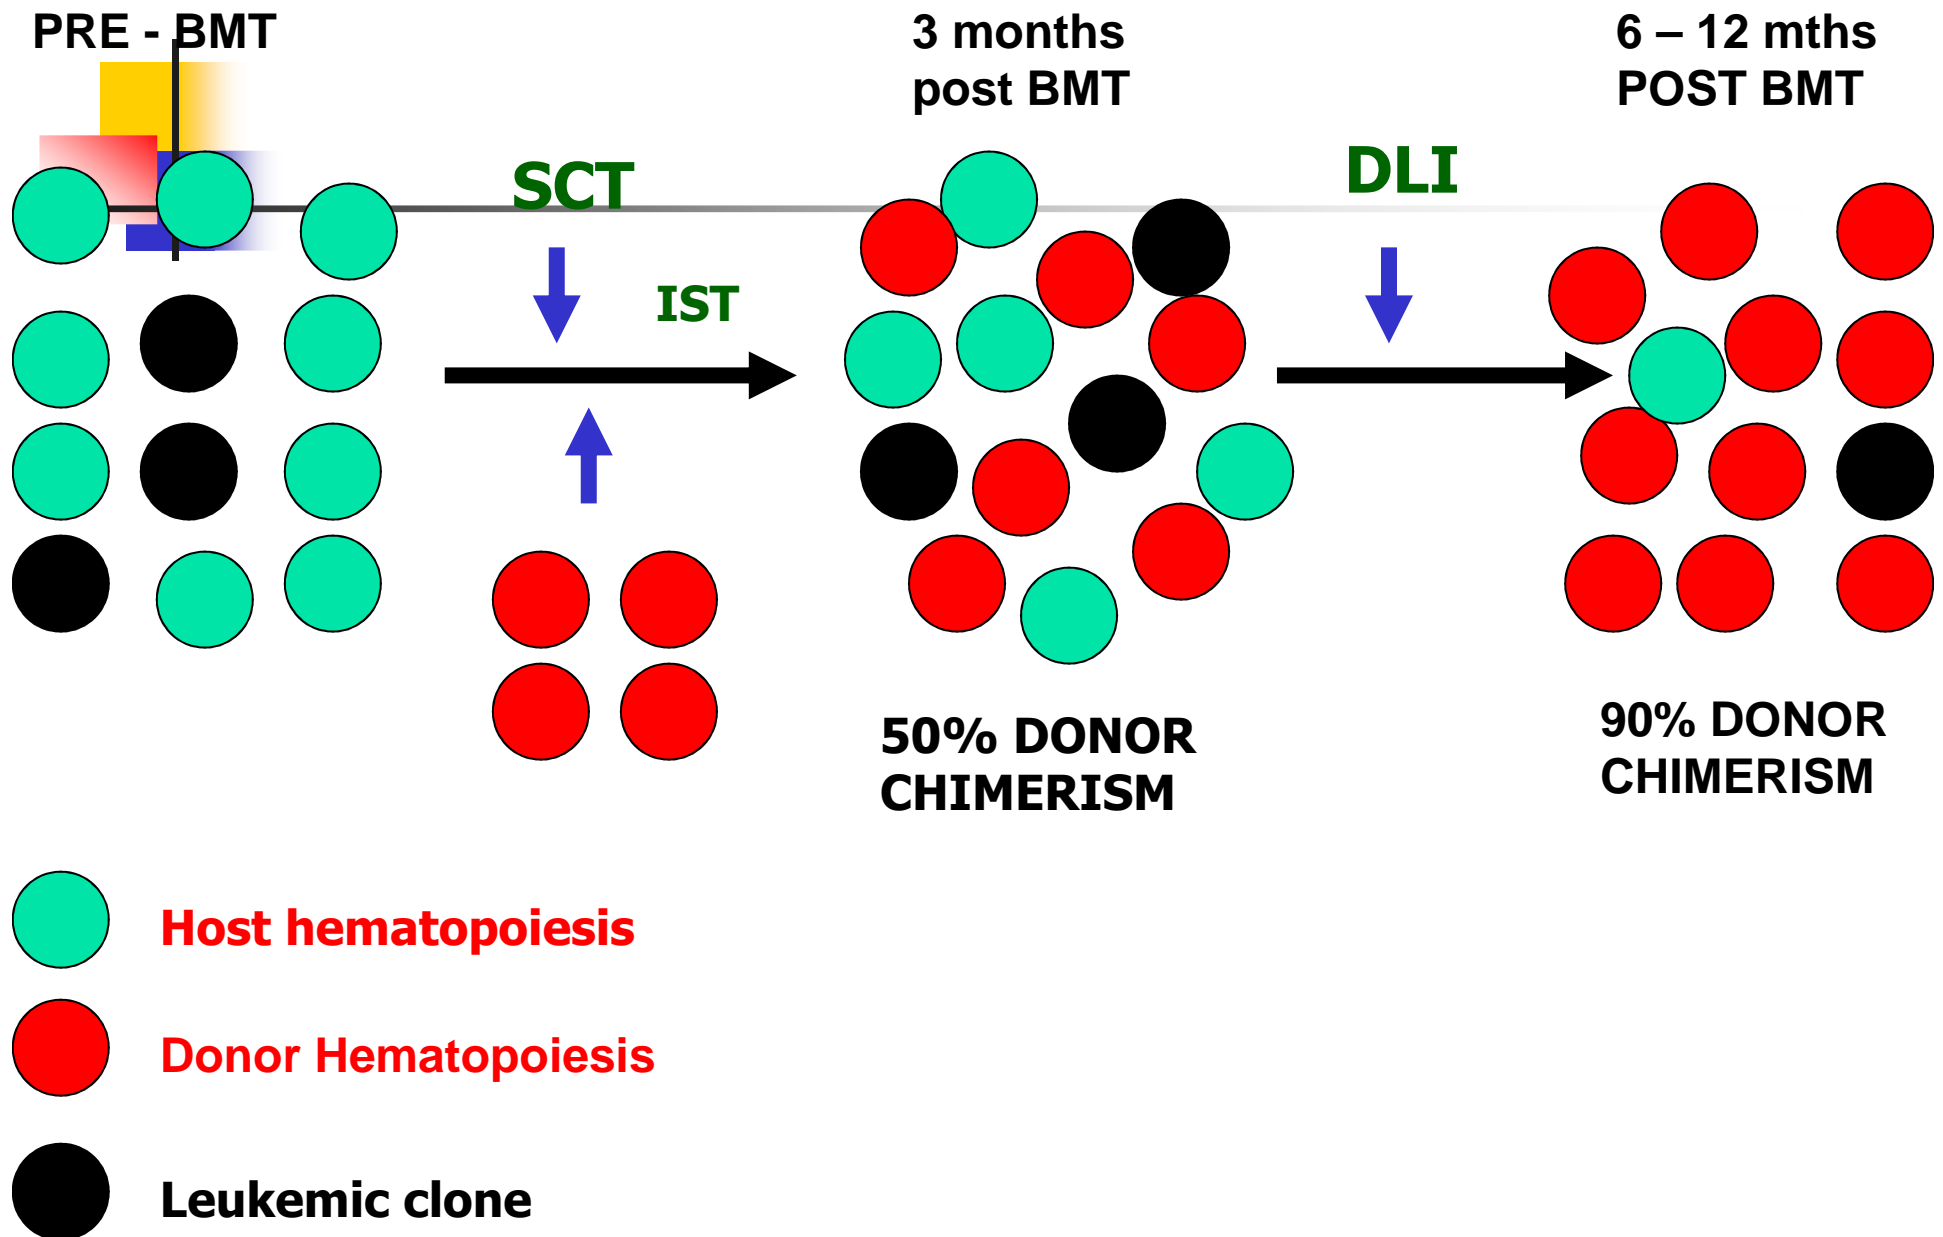 PRE - BMT
3 months
post BMT
6 – 12 mths
POST BMT
SCT
DLI
IST
50% DONOR
CHIMERISM
90% DONOR
CHIMERISM
Host hematopoiesis
Donor Hematopoiesis
Leukemic clone